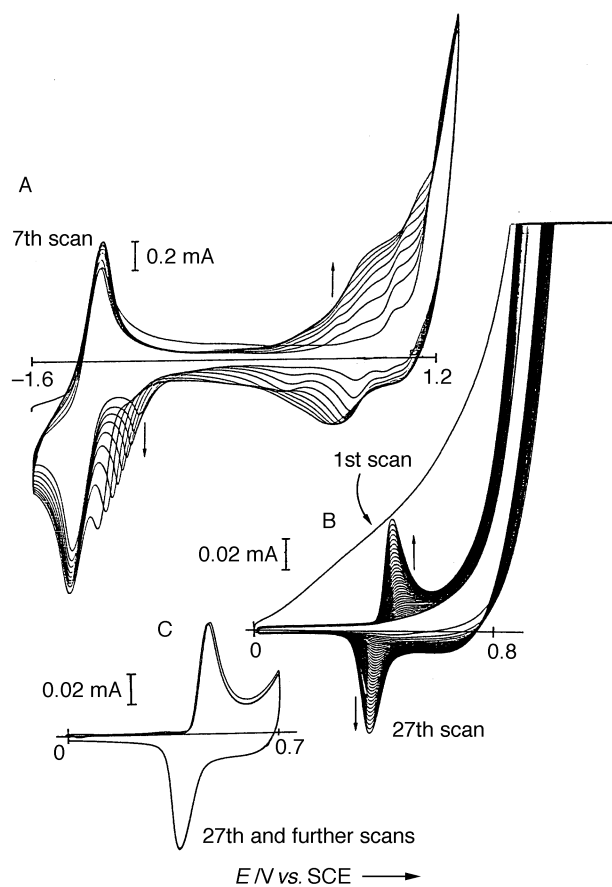 A
7th scan
0.2 mA
−1.6
1.2
1st scan
B
0.02 mA
0
0.8
C
0.02 mA
27th scan
0
0.7
27th and further scans
E /V vs. SCE